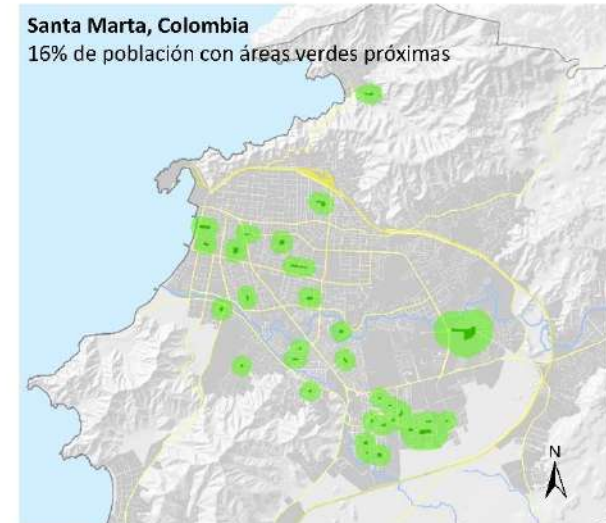 Santa Marta, Colombia
16% de población con áreas verdes próximas
N